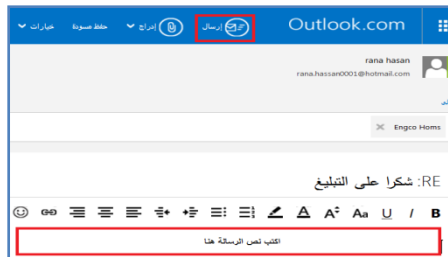 Outlook.com إرسال إدراج حفظ مسودة خيارات
rana hasan
rana.hassan0001@hotmail.com
Engco Homs
RE: شكرا على التبليغ
B I U Aa A A
اكتب نص الرسالة هنا